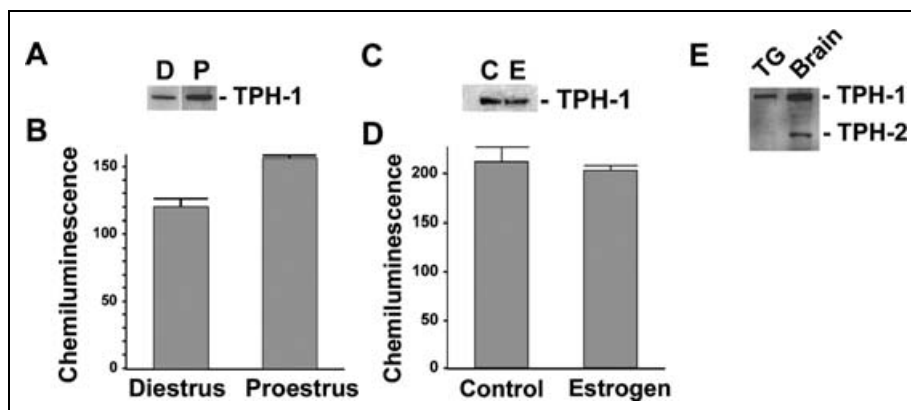 A
D P
- TPH-1
B
Chemiluminescence
150
100
50
0
Diestrus Proestrus
C
C E
- TPH-1
D
Chemiluminescence
200
150
100
50
0
Control Estrogen
E
TG Brain
- TPH-1
- TPH-2